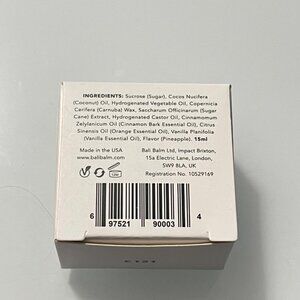 INGREDIENTS: Sucrose (Sugar), Cocos Nucifera
(Coconut) Oil, Hydrogenated Vegetable Oil, Copernicia
Cerifera (Carnuba) Wax, Saccharum Officinarum (Sugar
Cane) Extract, Hydrogenated Castor Oil, Cinnamomum
Zelylanicum Oil (Cinnamon Bark Essential Oil), Citrus
Sinensis Oil (Orange Essential Oil), Vanilla Planifolia
(Vanilla Essential Oil), Flavor (Pineapple). 15ml
Made in the USA
www.balibalm.com
Bali Balm Ltd, Impact Brixton,
15a Electric Lane, London,
SW9 8LA, UK
Registration No. 10529169
12M
6 97521 90003 4